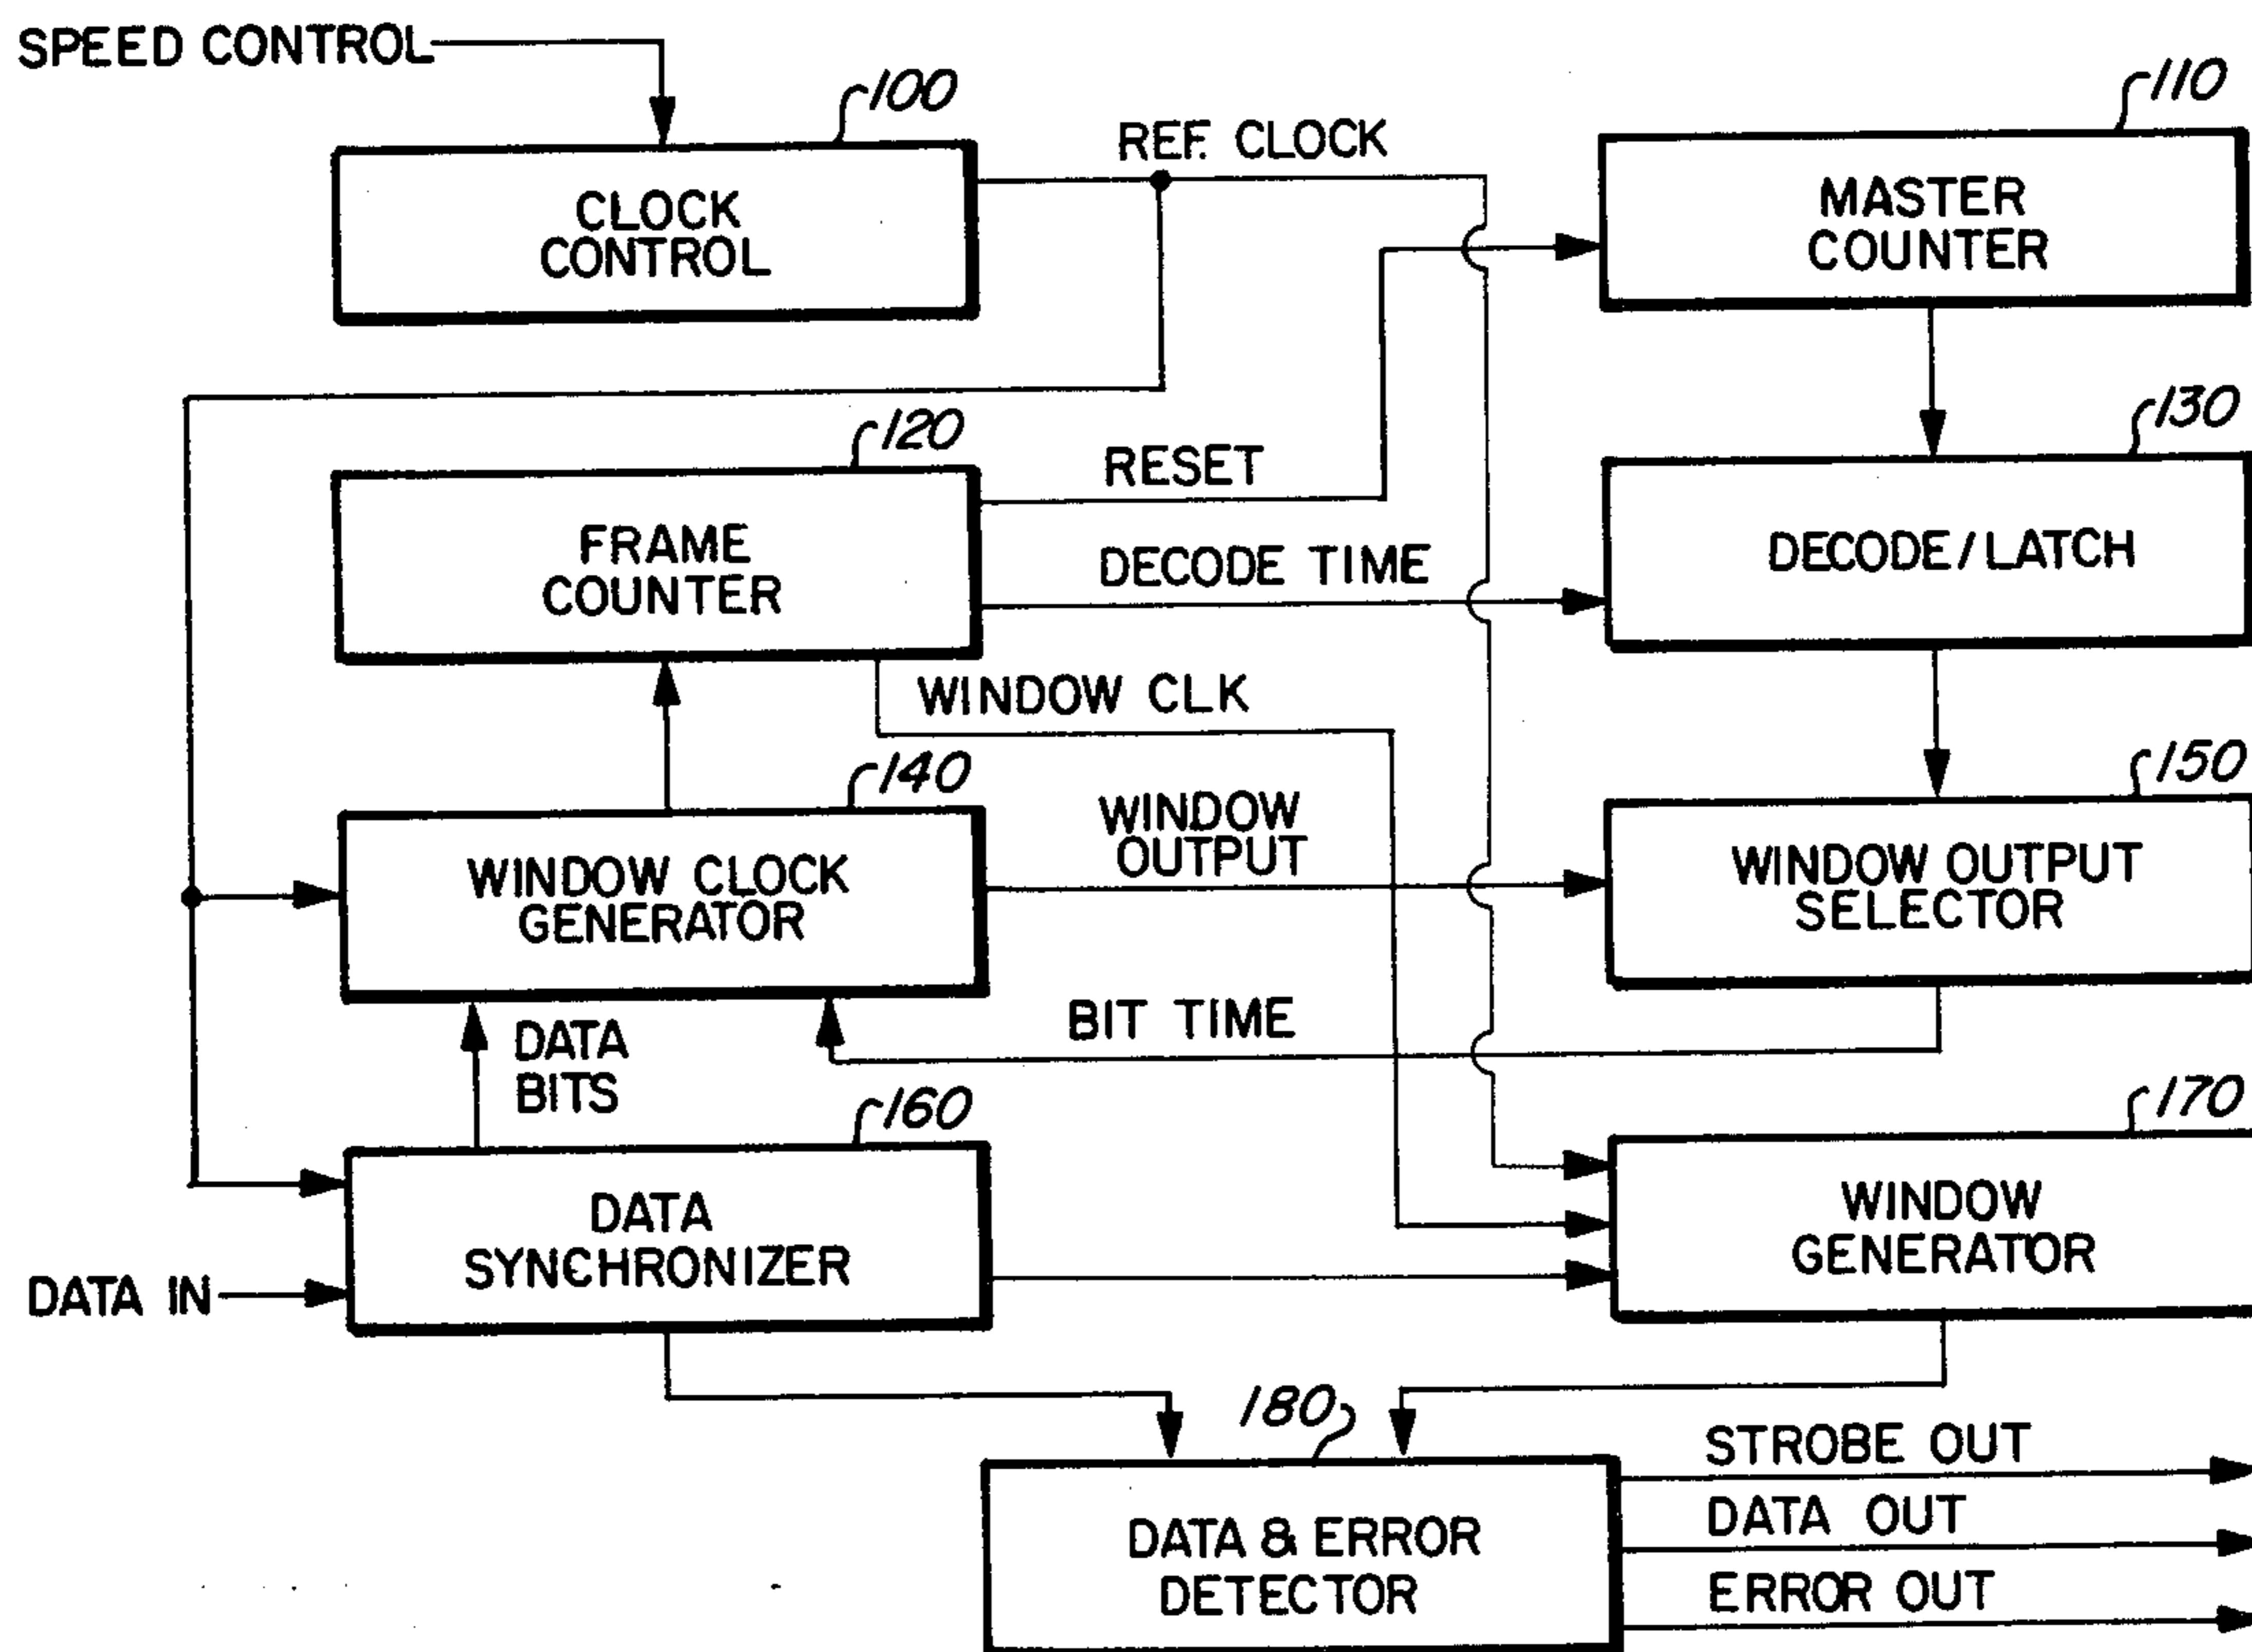 SPEED CONTROL
100
CLOCK
CONTROL
REF. CLOCK
110
MASTER
COUNTER
120
FRAME
COUNTER
RESET
DECODE TIME
130
DECODE/LATCH
WINDOW CLK
140
WINDOW CLOCK
GENERATOR
WINDOW
OUTPUT
150
WINDOW OUTPUT
SELECTOR
DATA
BITS
BIT TIME
160
DATA
SYNCHRONIZER
DATA IN
170
WINDOW
GENERATOR
180
DATA & ERROR
DETECTOR
STROBE OUT
DATA OUT
ERROR OUT